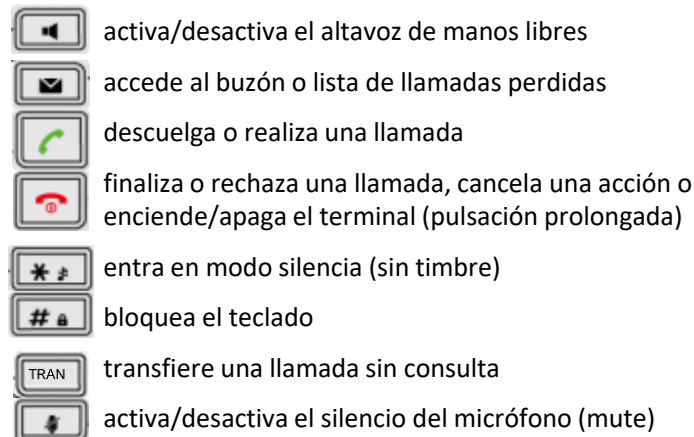 activa/desactiva el altavoz de manos libres
accede al buzón o lista de llamadas perdidas
descuelga o realiza una llamada
finaliza o rechaza una llamada, cancela una acción o
enciende/apaga el terminal (pulsación prolongada)
* entra en modo silencia (sin timbre)
# bloquea el teclado
TRAN transfiere una llamada sin consulta
activa/desactiva el silencio del micrófono (mute)